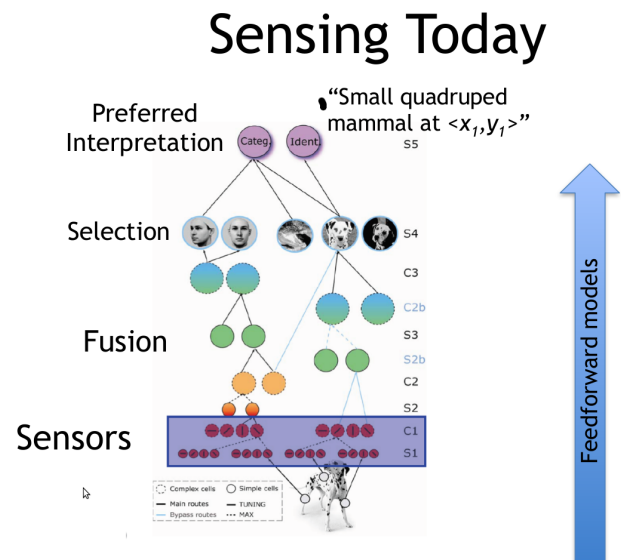 Sensing Today
Preferred
Interpretation
Categ.
Ident.
“Small quadruped
mammal at <x1,y1>”
S5
Selection
S4
C3
C2b
Fusion
S3
S2b
C2
S2
Sensors
C1
S1
Complex cells
Simple cells
Main routes
TUNING
Bypass routes
MAX
Feedforward models